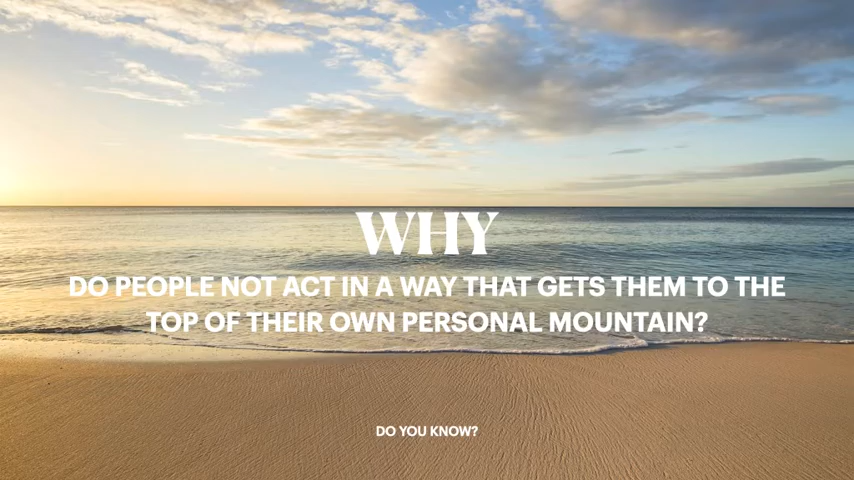 WHY
DO PEOPLE NOT ACT IN A WAY THAT GETS THEM TO THE
TOP OF THEIR OWN PERSONAL MOUNTAIN?
DO YOU KNOW?